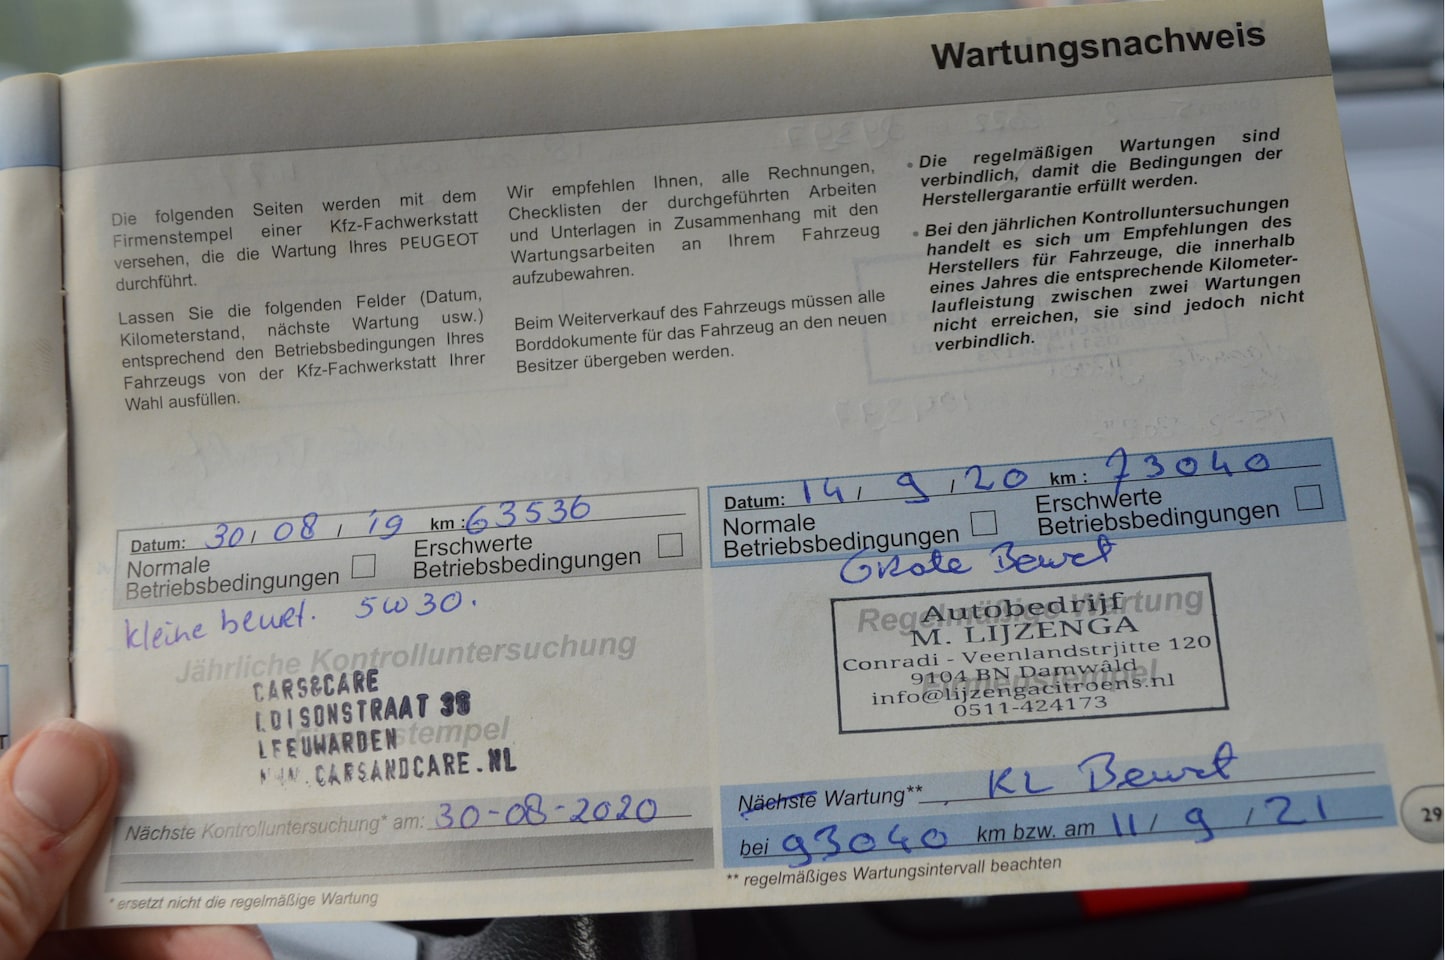 Wartungsnachweis
Die folgenden Seiten werden mit dem
Firmenstempel einer Kfz-Fachwerkstatt
versehen, die die Wartung Ihres PEUGEOT
durchführt.
Lassen Sie die folgenden Felder (Datum,
Kilometerstand, nächste Wartung usw.)
entsprechend den Betriebsbedingungen Ihres
Fahrzeugs von der Kfz-Fachwerkstatt Ihrer
Wahl ausfüllen.
Wir empfehlen Ihnen, alle Rechnungen,
Checklisten der durchgeführten Arbeiten
und Unterlagen in Zusammenhang mit den
Wartungsarbeiten an Ihrem Fahrzeug
aufzubewahren.
Beim Weiterverkauf des Fahrzeugs müssen alle
Borddokumente für das Fahrzeug an den neuen
Besitzer übergeben werden.
• Die regelmäßigen Wartungen sind
verbindlich, damit die Bedingungen der
Herstellergarantie erfüllt werden.
• Bei den jährlichen Kontrolluntersuchungen
handelt es sich um Empfehlungen des
Herstellers für Fahrzeuge, die innerhalb
eines Jahres die entsprechende Kilometer-
laufleistung zwischen zwei Wartungen
nicht erreichen, sie sind jedoch nicht
verbindlich.
Datum: 30/ 08 / 19 km : 63536
Normale
Betriebsbedingungen
Erschwerte
Betriebsbedingungen
kleine beurt. 5W30.
Jährliche Kontrolluntersuchung
CARS&CARE
EDISONSTRAAT 38
LEEUWARDEN
WWW.CARSANDCARE.NL
Nächste Kontrolluntersuchung* am: 30-08-2020
* ersetzt nicht die regelmäßige Wartung
Datum: 14 / 9 / 20 km : 73040
Normale
Betriebsbedingungen
Erschwerte
Betriebsbedingungen
GRote Beurt
Regelmäßige Wartung
Firmenstempel
Autobedrijf
M. LIJZENGA
Conradi - Veenlandstrjitte 120
9104 BN Damwâld
info@lijzengacitroens.nl
0511-424173
Nächste Wartung** KL Beurt
bei 93040 km bzw. am 11/ 9 / 21
** regelmäßiges Wartungsintervall beachten
29